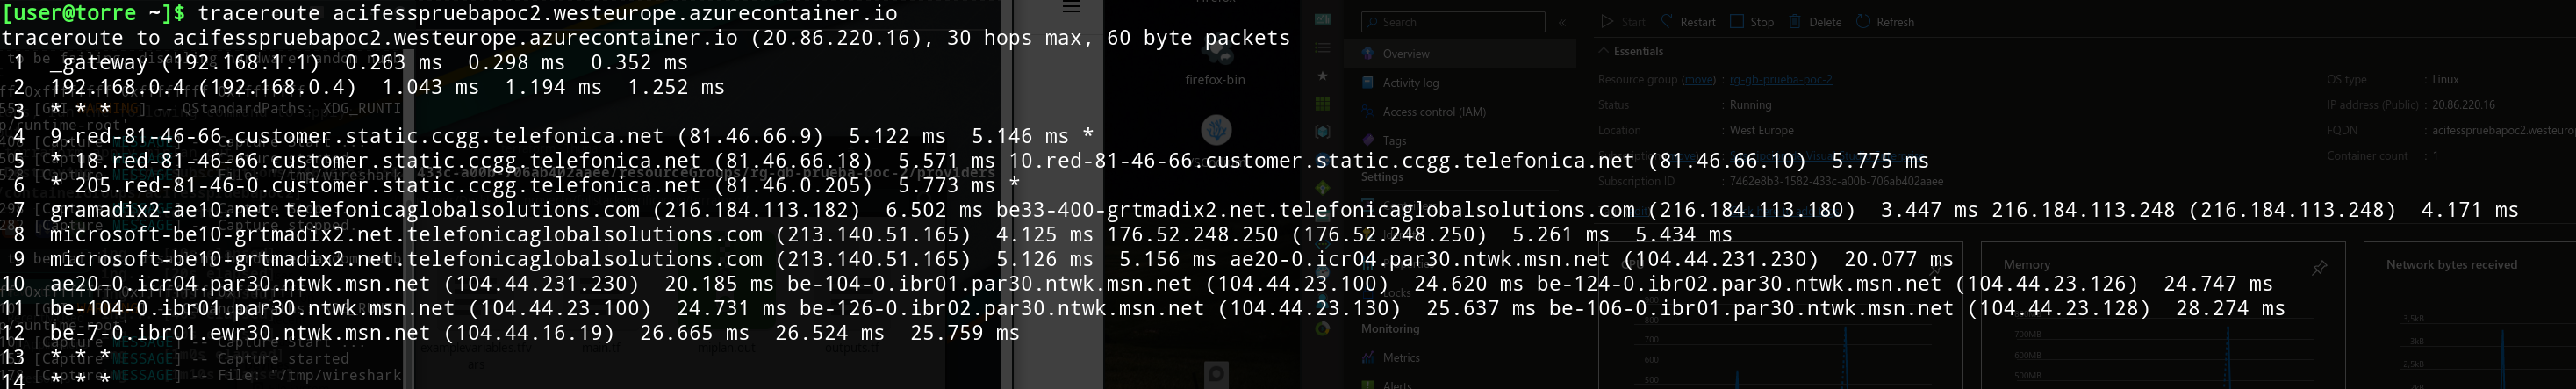 [user@torre ~]$ traceroute acifesspruebapoc2.westeurope.azurecontainer.io
traceroute to acifesspruebapoc2.westeurope.azurecontainer.io (20.86.220.16), 30 hops max, 60 byte packets
1 _gateway (192.168.1.1) 0.263 ms 0.298 ms 0.352 ms
2 192.168.0.4 (192.168.0.4) 1.043 ms 1.194 ms 1.252 ms
3 * * *
4 9.red-81-46-66.customer.static.ccgg.telefonica.net (81.46.66.9) 5.122 ms 5.146 ms *
5 * 18.red-81-46-66.customer.static.ccgg.telefonica.net (81.46.66.18) 5.571 ms 10.red-81-46-66.customer.static.ccgg.telefonica.net (81.46.66.10) 5.775 ms
6 * 205.red-81-46-0.customer.static.ccgg.telefonica.net (81.46.0.205) 5.773 ms *
7 gramadix2-ae10.net.telefonicaglobalsolutions.com (216.184.113.182) 6.502 ms be33-400-grtmadix2.net.telefonicaglobalsolutions.com (216.184.113.180) 3.447 ms 216.184.113.248 (216.184.113.248) 4.171 ms
8 microsoft-be10-grtmadix2.net.telefonicaglobalsolutions.com (213.140.51.165) 4.125 ms 176.52.248.250 (176.52.248.250) 5.261 ms 5.434 ms
9 microsoft-be10-grtmadix2.net.telefonicaglobalsolutions.com (213.140.51.165) 5.126 ms 5.156 ms ae20-0.icr04.par30.ntwk.msn.net (104.44.231.230) 20.077 ms
10 ae20-0.icr04.par30.ntwk.msn.net (104.44.231.230) 20.185 ms be-104-0.ibr01.par30.ntwk.msn.net (104.44.23.100) 24.620 ms be-124-0.ibr02.par30.ntwk.msn.net (104.44.23.126) 24.747 ms
11 be-104-0.ibr01.par30.ntwk.msn.net (104.44.23.100) 24.731 ms be-126-0.ibr02.par30.ntwk.msn.net (104.44.23.130) 25.637 ms be-106-0.ibr01.par30.ntwk.msn.net (104.44.23.128) 28.274 ms
12 be-7-0.ibr01.ewr30.ntwk.msn.net (104.44.16.19) 26.665 ms 26.524 ms 25.759 ms
13 * * *
14 * * *
firefox-bin
Search
Overview
Activity log
Access control (IAM)
Tags
Settings
Locks
Monitoring
Metrics
Alerts
Start Restart Stop Delete Refresh
Essentials
Resource group (move) : rg-gb-prueba-poc-2
Status : Running
Location : West Europe
Subscription ID : 7462e8b3-1582-433c-a00b-706ab402aaee
OS type : Linux
IP address (Public) : 20.86.220.16
FQDN : acifesspruebapoc2.westeurop
Container count : 1
CPU
Memory
Network bytes received